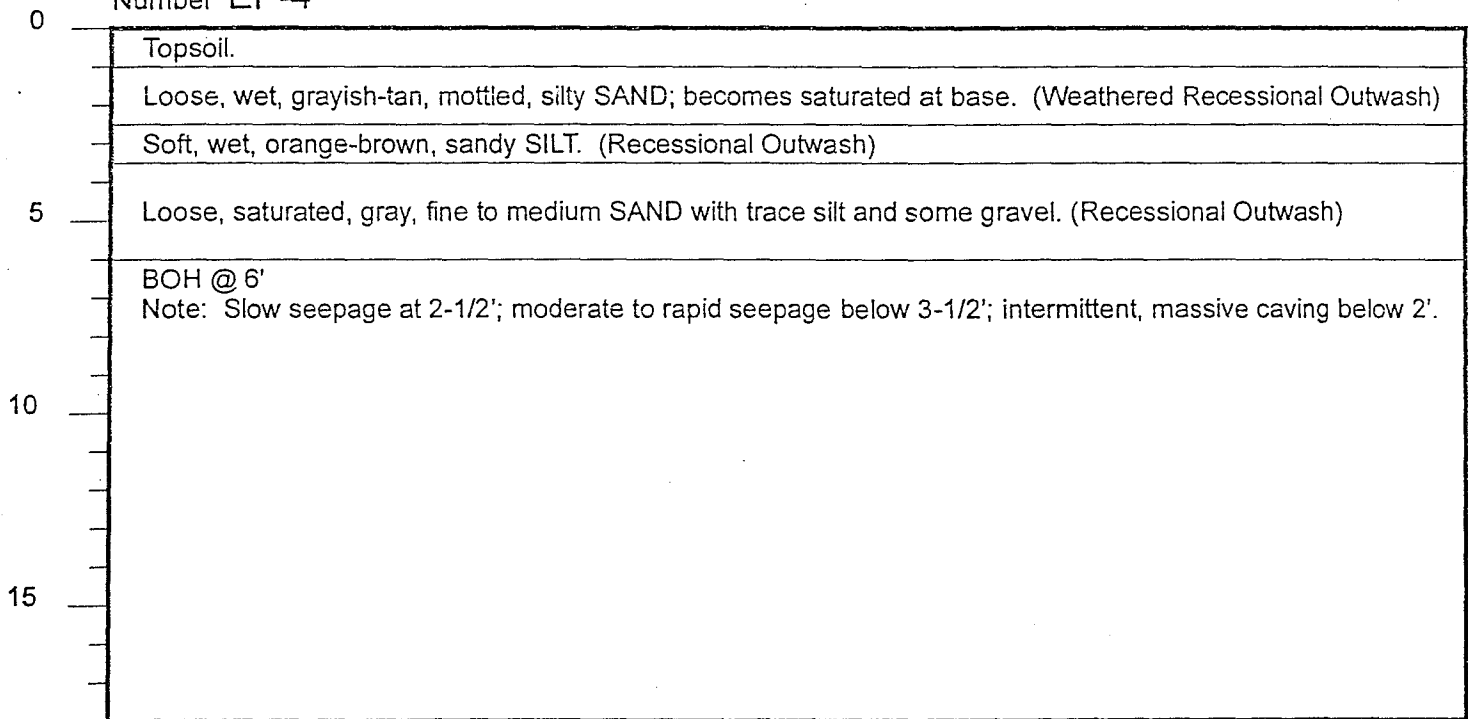 Number EP-4
0
Topsoil.
Loose, wet, grayish-tan, mottled, silty SAND; becomes saturated at base. (Weathered Recessional Outwash)
Soft, wet, orange-brown, sandy SILT. (Recessional Outwash)
5
Loose, saturated, gray, fine to medium SAND with trace silt and some gravel. (Recessional Outwash)
BOH @ 6'
Note: Slow seepage at 2-1/2'; moderate to rapid seepage below 3-1/2'; intermittent, massive caving below 2'.
10
15